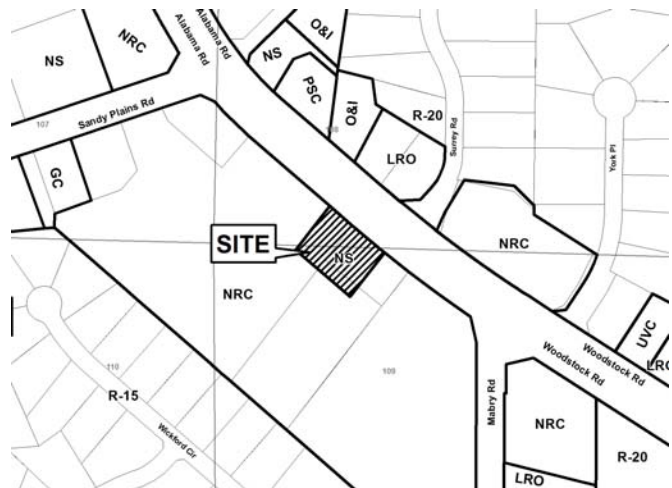 Alabama Rd
Alabama Rd
O&I
NRC
NS
NS
PSC
O&I
R-20
107
Sandy Plains Rd
LRO
Surrey Rd
York Pl
GC
SITE
NS
NRC
NRC
UVC
LRO
Woodstock Rd
Woodstock Rd
110
109
R-15
Wickford Cir
Mabry Rd
NRC
R-20
LRO